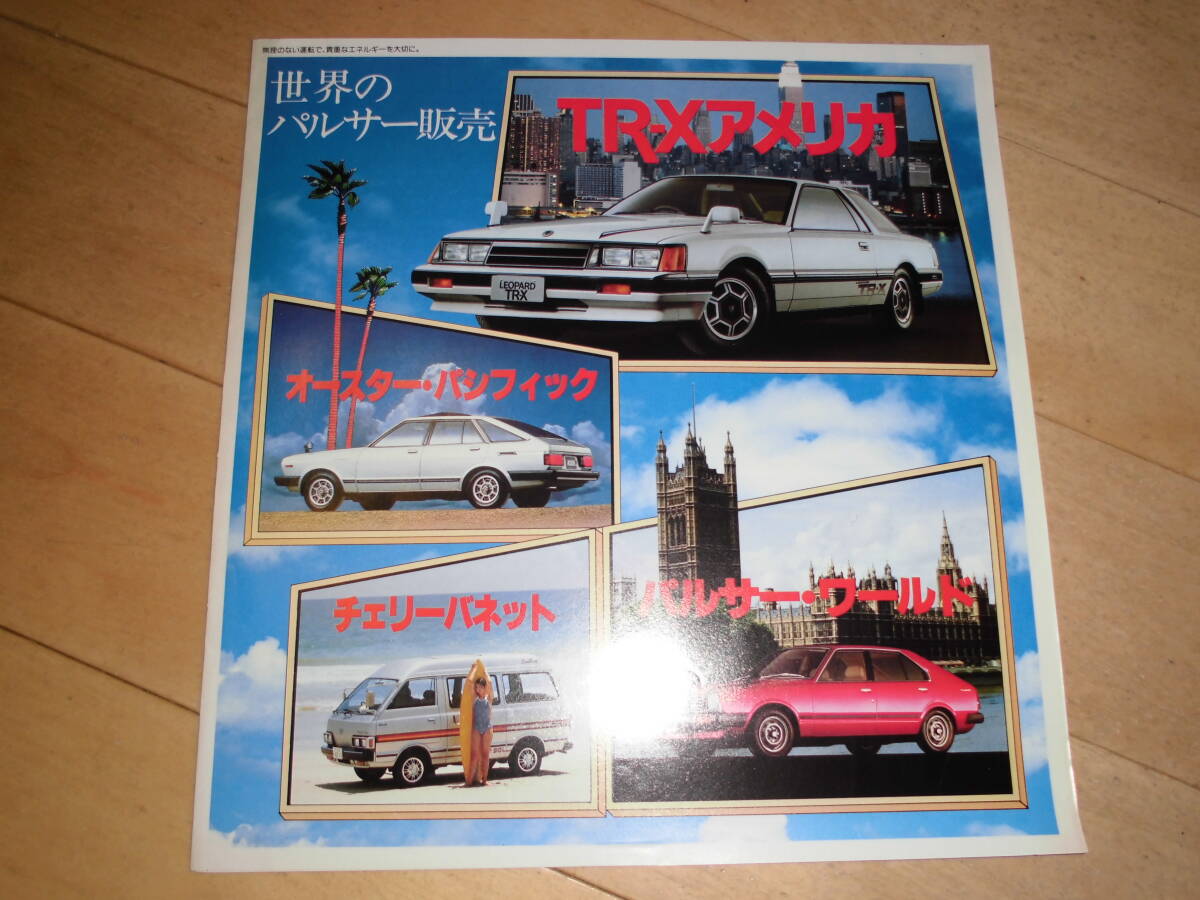 無理のない運転で、貴重なエネルギーを大切に。
世界の
パルサー販売
TR-Xアメリカ
LEOPARD
TR-X
TR-X
オースター・パシフィック
チェリーバネット
パルサー・ワールド